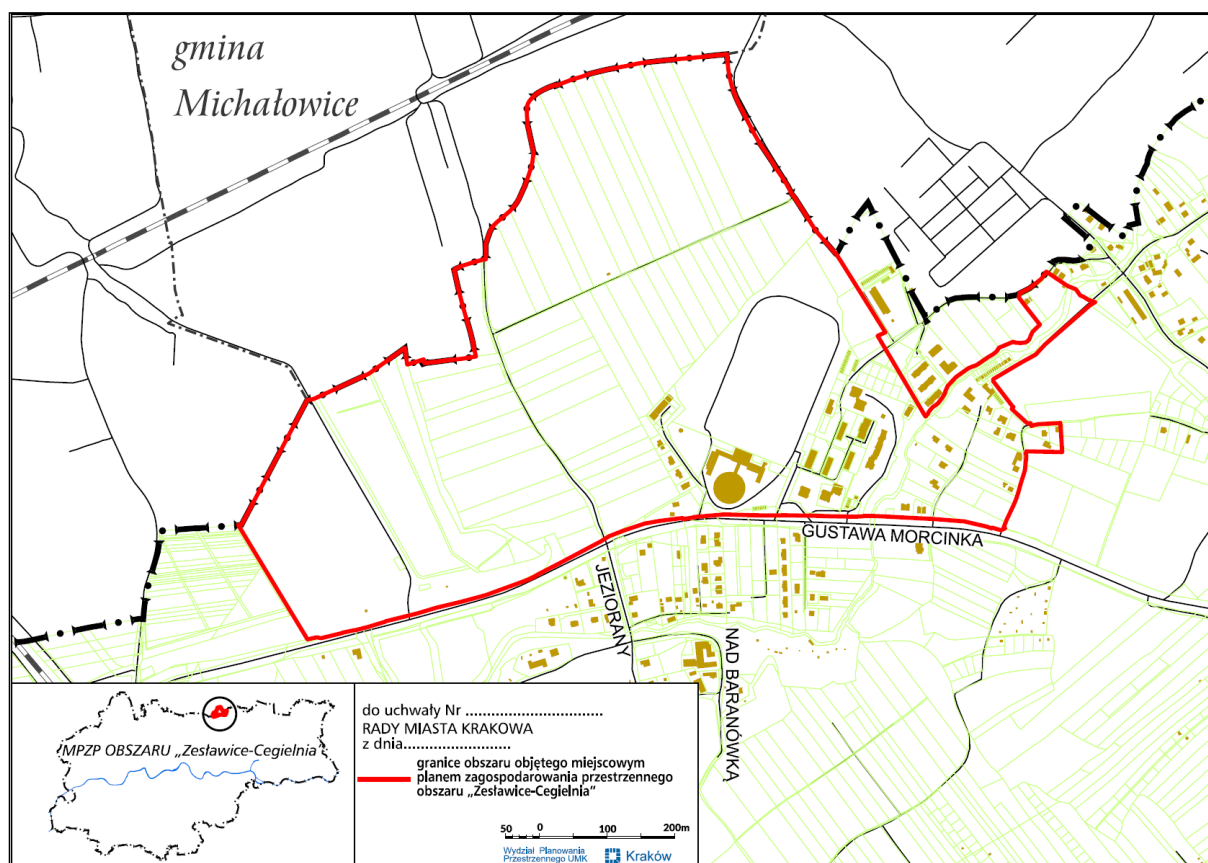 gmina
Michałowice
GUSTAWA MORCINKA
JEZIORANY
NAD BARANÓWKĄ
MPZP OBSZARU „Zesławice-Cegielnia”
do uchwały Nr ................................
RADY MIASTA KRAKOWA
z dnia.........................
granice obszaru objętego miejscowym
planem zagospodarowania przestrzennego
obszaru „Zesławice-Cegielnia”
50 0 100 200m
Wydział Planowania
Przestrzennego UMK
Kraków